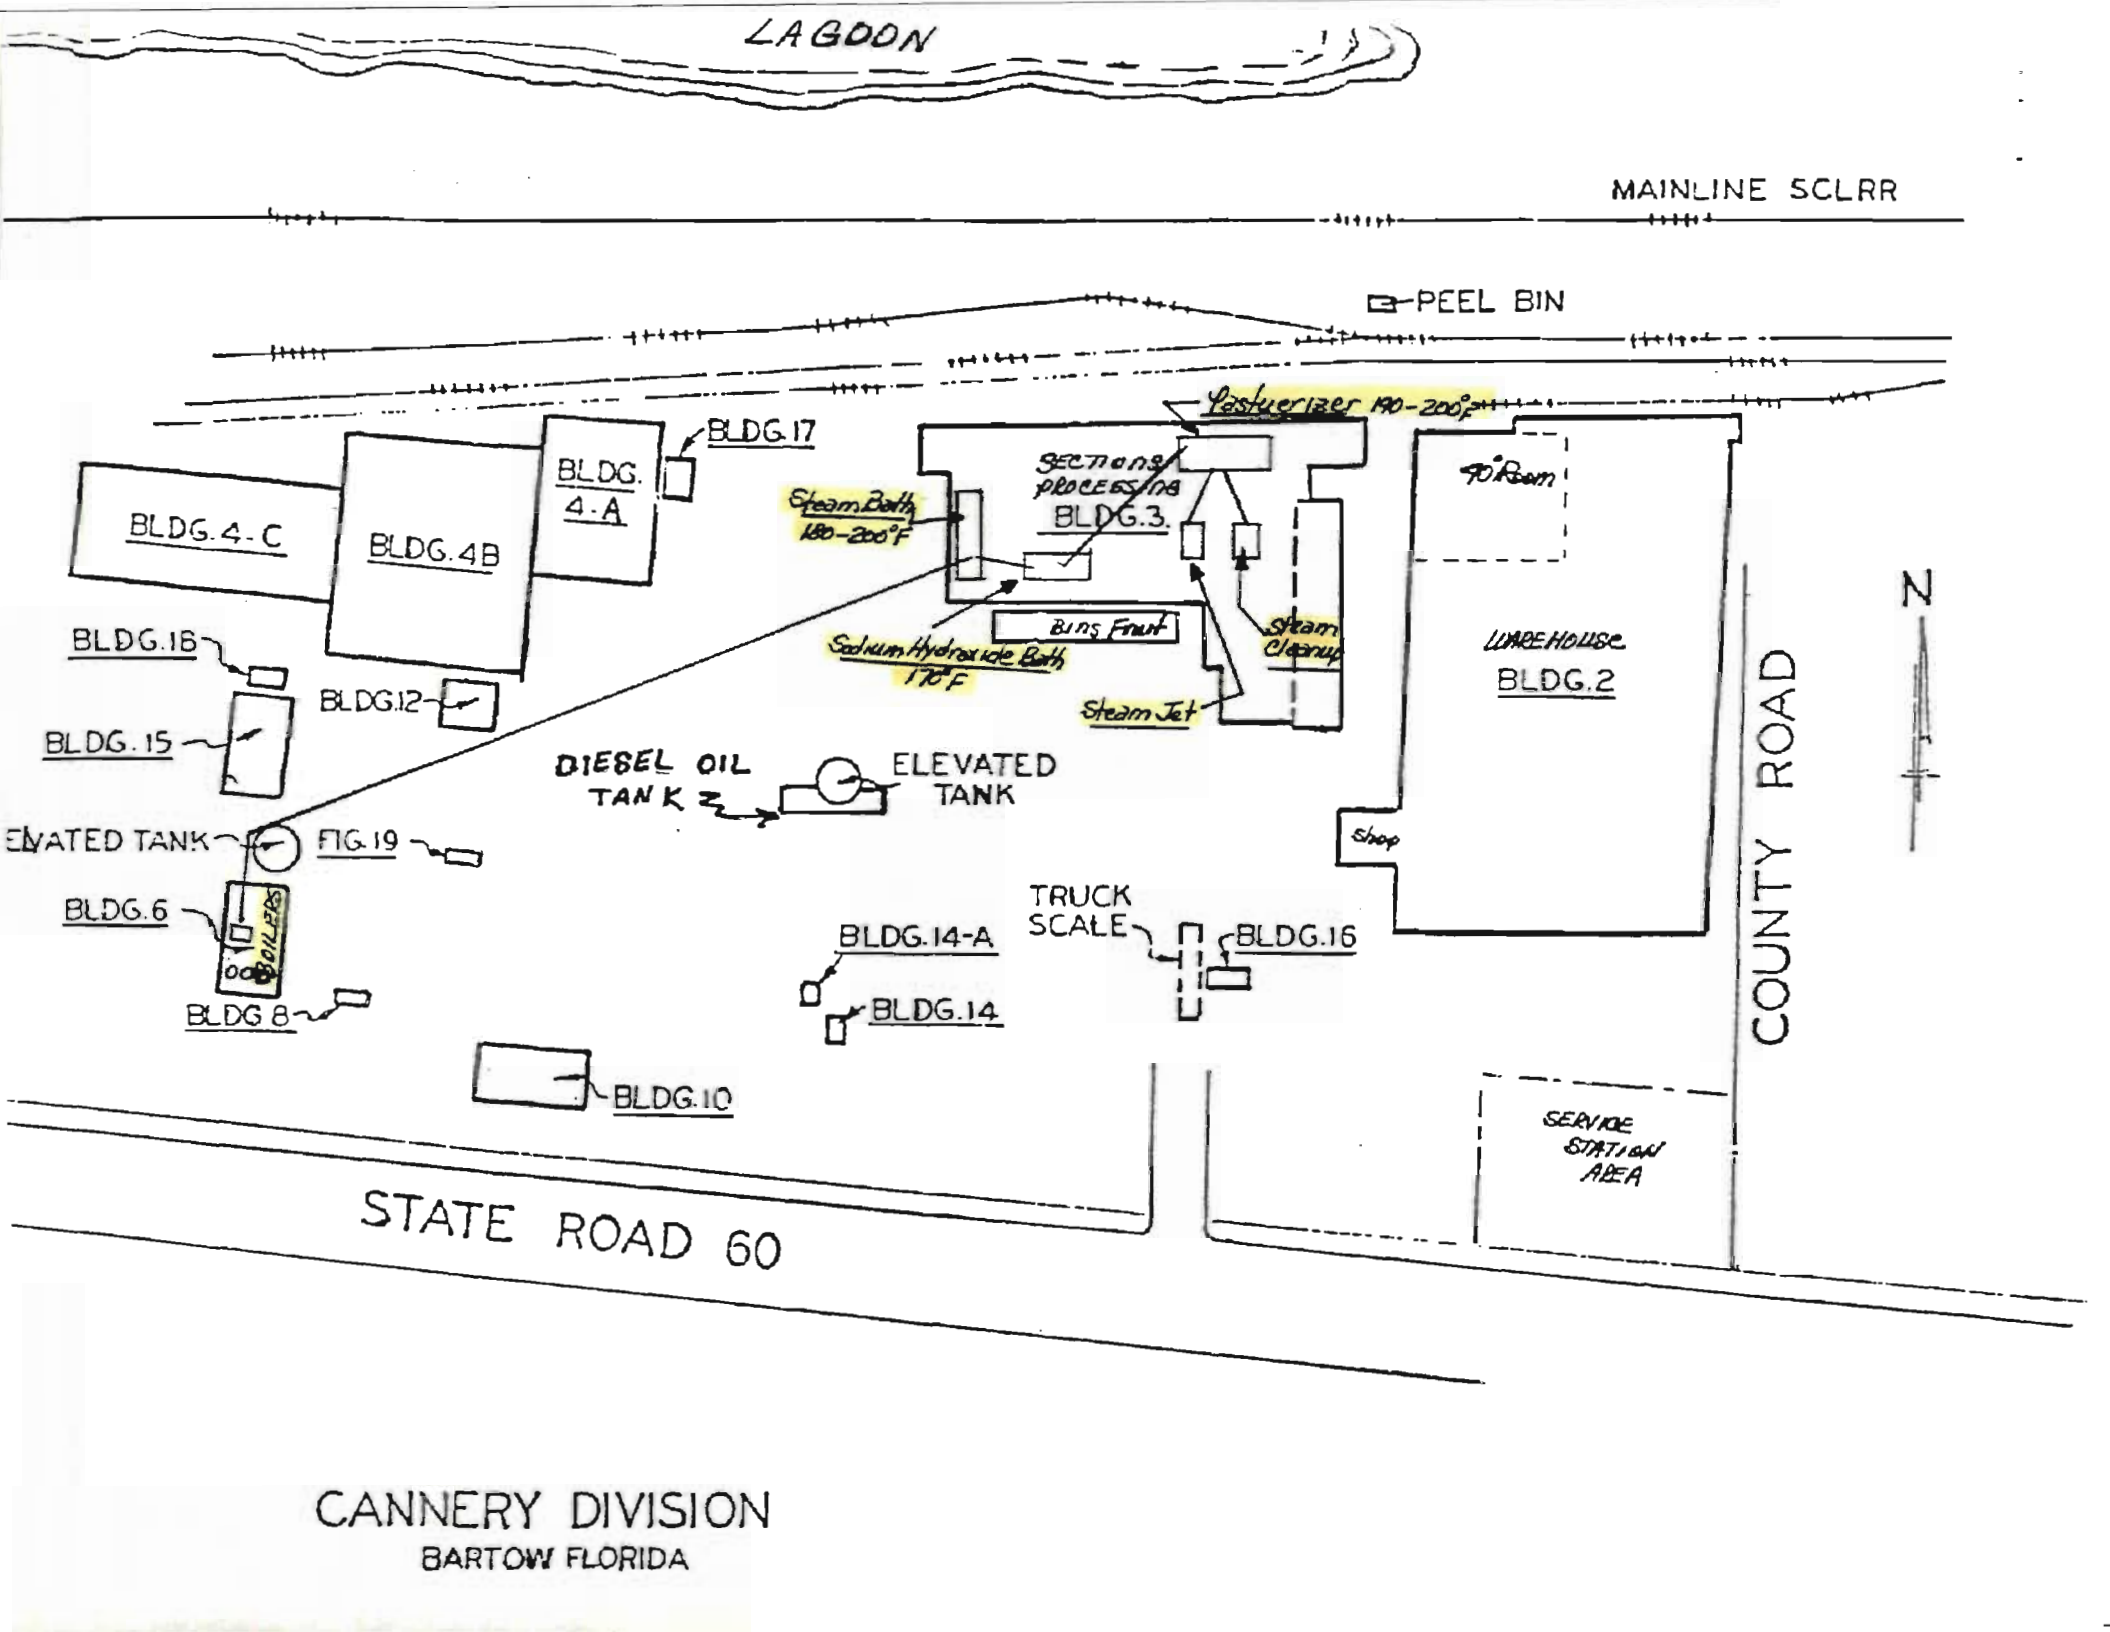 LAGOON
MAINLINE SCLRR
PEEL BIN
Pastuerizer 190-200°F
BLDG.17
BLDG.
4-A
SECTIONS
PROCESSING
BLDG.3
90° Room
Steam Bath
180-200°F
BLDG.4-C
BLDG.4B
N
Bins Fruit
Steam
Cleanup
BLDG.18
Sodium Hydroxide Bath
170°F
WAREHOUSE
BLDG.2
BLDG.12
Steam Jet
BLDG.15
DIESEL OIL
TANK
ELEVATED
TANK
COUNTY ROAD
EVATED TANK
FIG.19
Shop
BLDG.6
BOILERS
TRUCK
SCALE
BLDG.14-A
BLDG.16
BLDG 8
BLDG.14
BLDG.10
SERVICE
STATION
AREA
STATE ROAD 60
CANNERY DIVISION
BARTOW FLORIDA